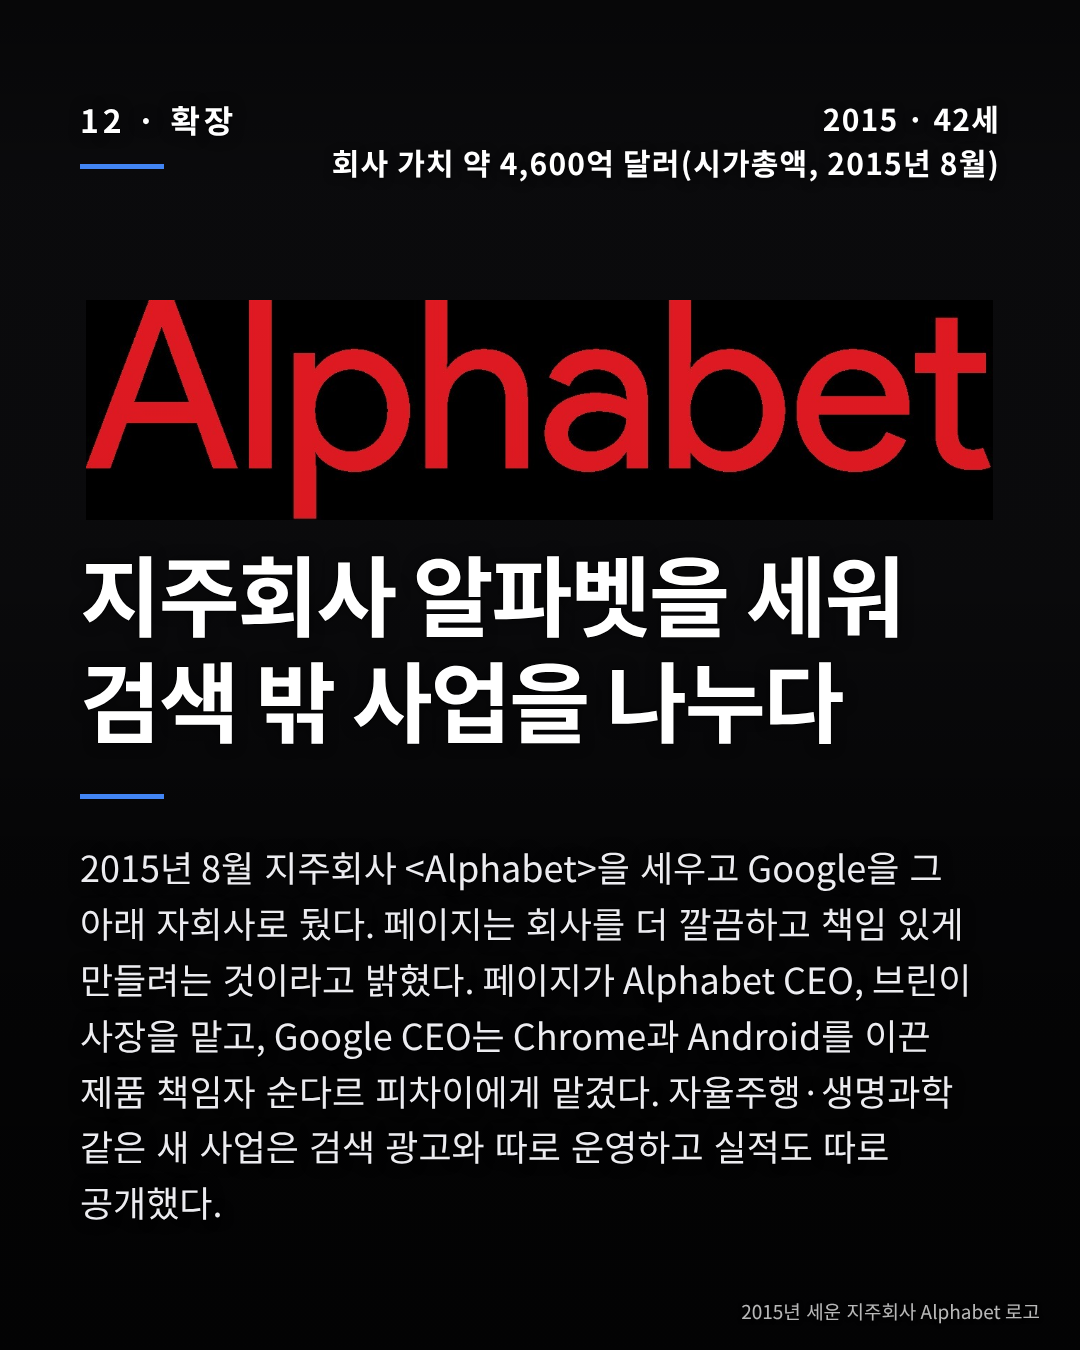 12 · 확장
2015 · 42세
회사 가치 약 4,600억 달러(시가총액, 2015년 8월)
Alphabet
지주회사 알파벳을 세워
검색 밖 사업을 나누다
2015년 8월 지주회사 <Alphabet>을 세우고 Google을 그
아래 자회사로 뒀다. 페이지는 회사를 더 깔끔하고 책임 있게
만들려는 것이라고 밝혔다. 페이지가 Alphabet CEO, 브린이
사장을 맡고, Google CEO는 Chrome과 Android를 이끈
제품 책임자 순다르 피차이에게 맡겼다. 자율주행·생명과학
같은 새 사업은 검색 광고와 따로 운영하고 실적도 따로
공개했다.
2015년 세운 지주회사 Alphabet 로고